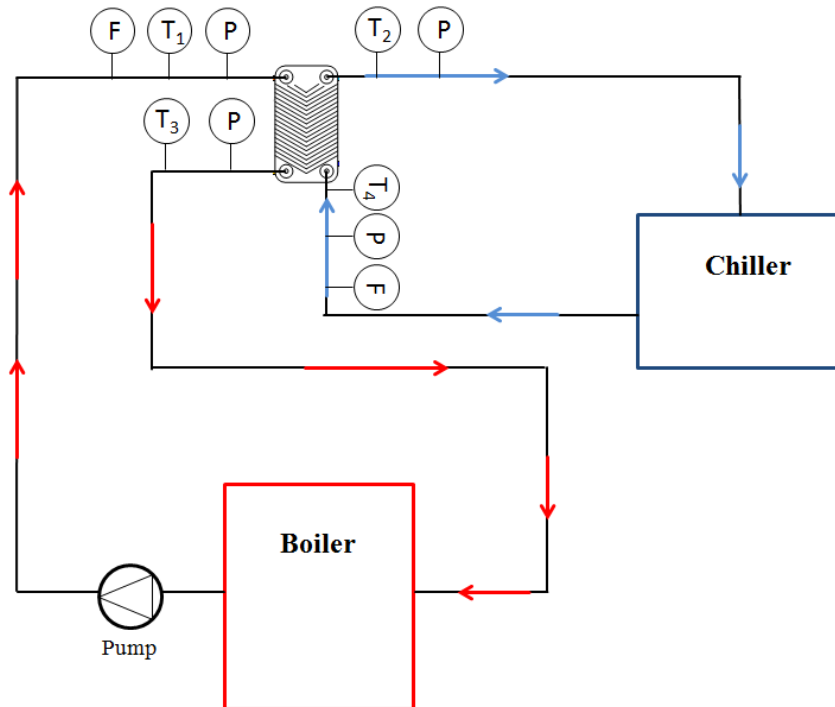 F T₁ P T₂ P
T₃ P
T₄
P
F
Chiller
Boiler
Pump